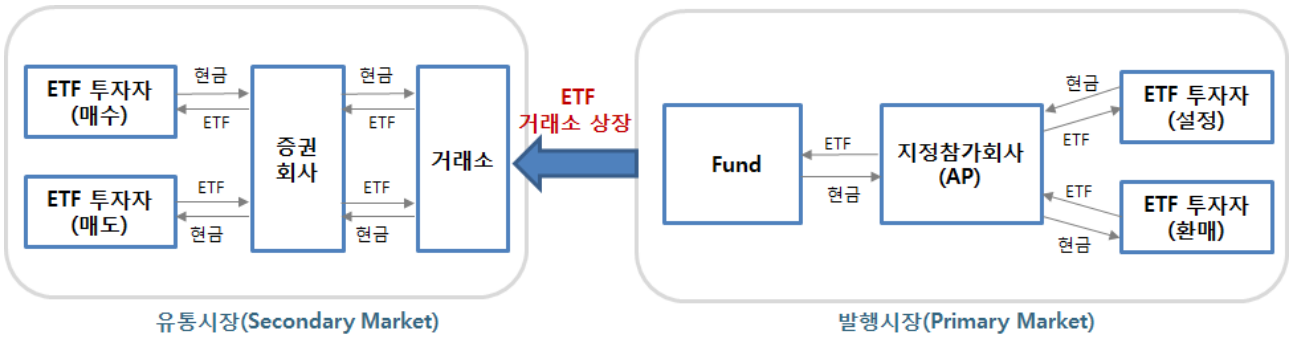 ETF 투자자
(매수)
현금
ETF
증권
회사
현금
ETF
거래소
ETF 투자자
(매도)
ETF
현금
ETF
현금
ETF
거래소 상장
Fund
ETF
현금
지정참가회사
(AP)
현금
ETF
ETF 투자자
(설정)
ETF
현금
ETF 투자자
(환매)
유통시장(Secondary Market)
발행시장(Primary Market)